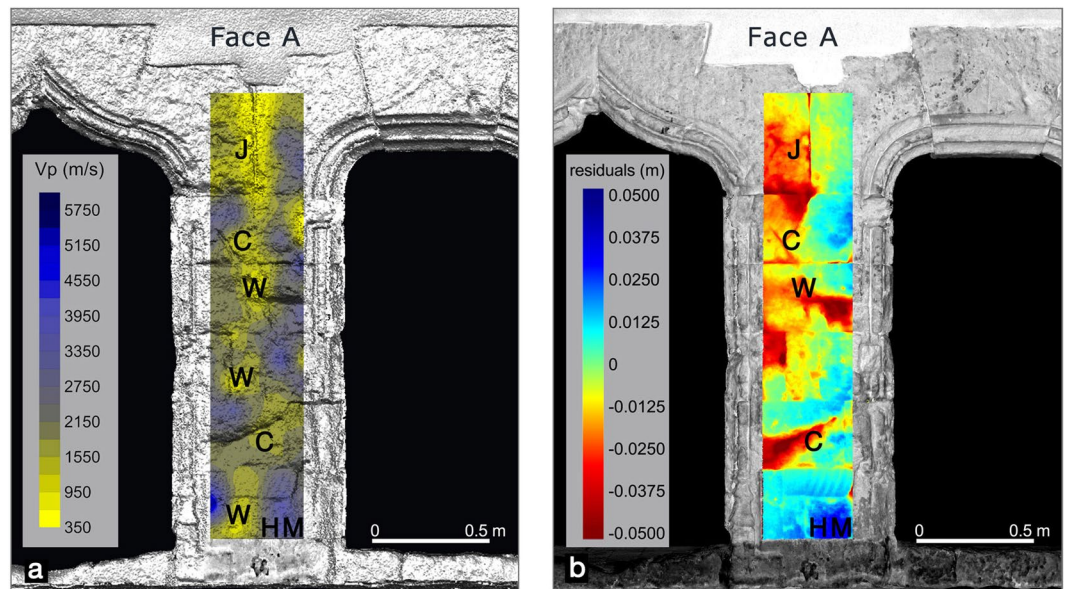 Face A
Vp (m/s)
5750
5150
4550
3950
3350
2750
2150
1550
950
350
J
C
W
W
C
W
HM
0 0.5 m
a
Face A
residuals (m)
0.0500
0.0375
0.0250
0.0125
0
-0.0125
-0.0250
-0.0375
-0.0500
J
C
W
C
HM
0 0.5 m
b